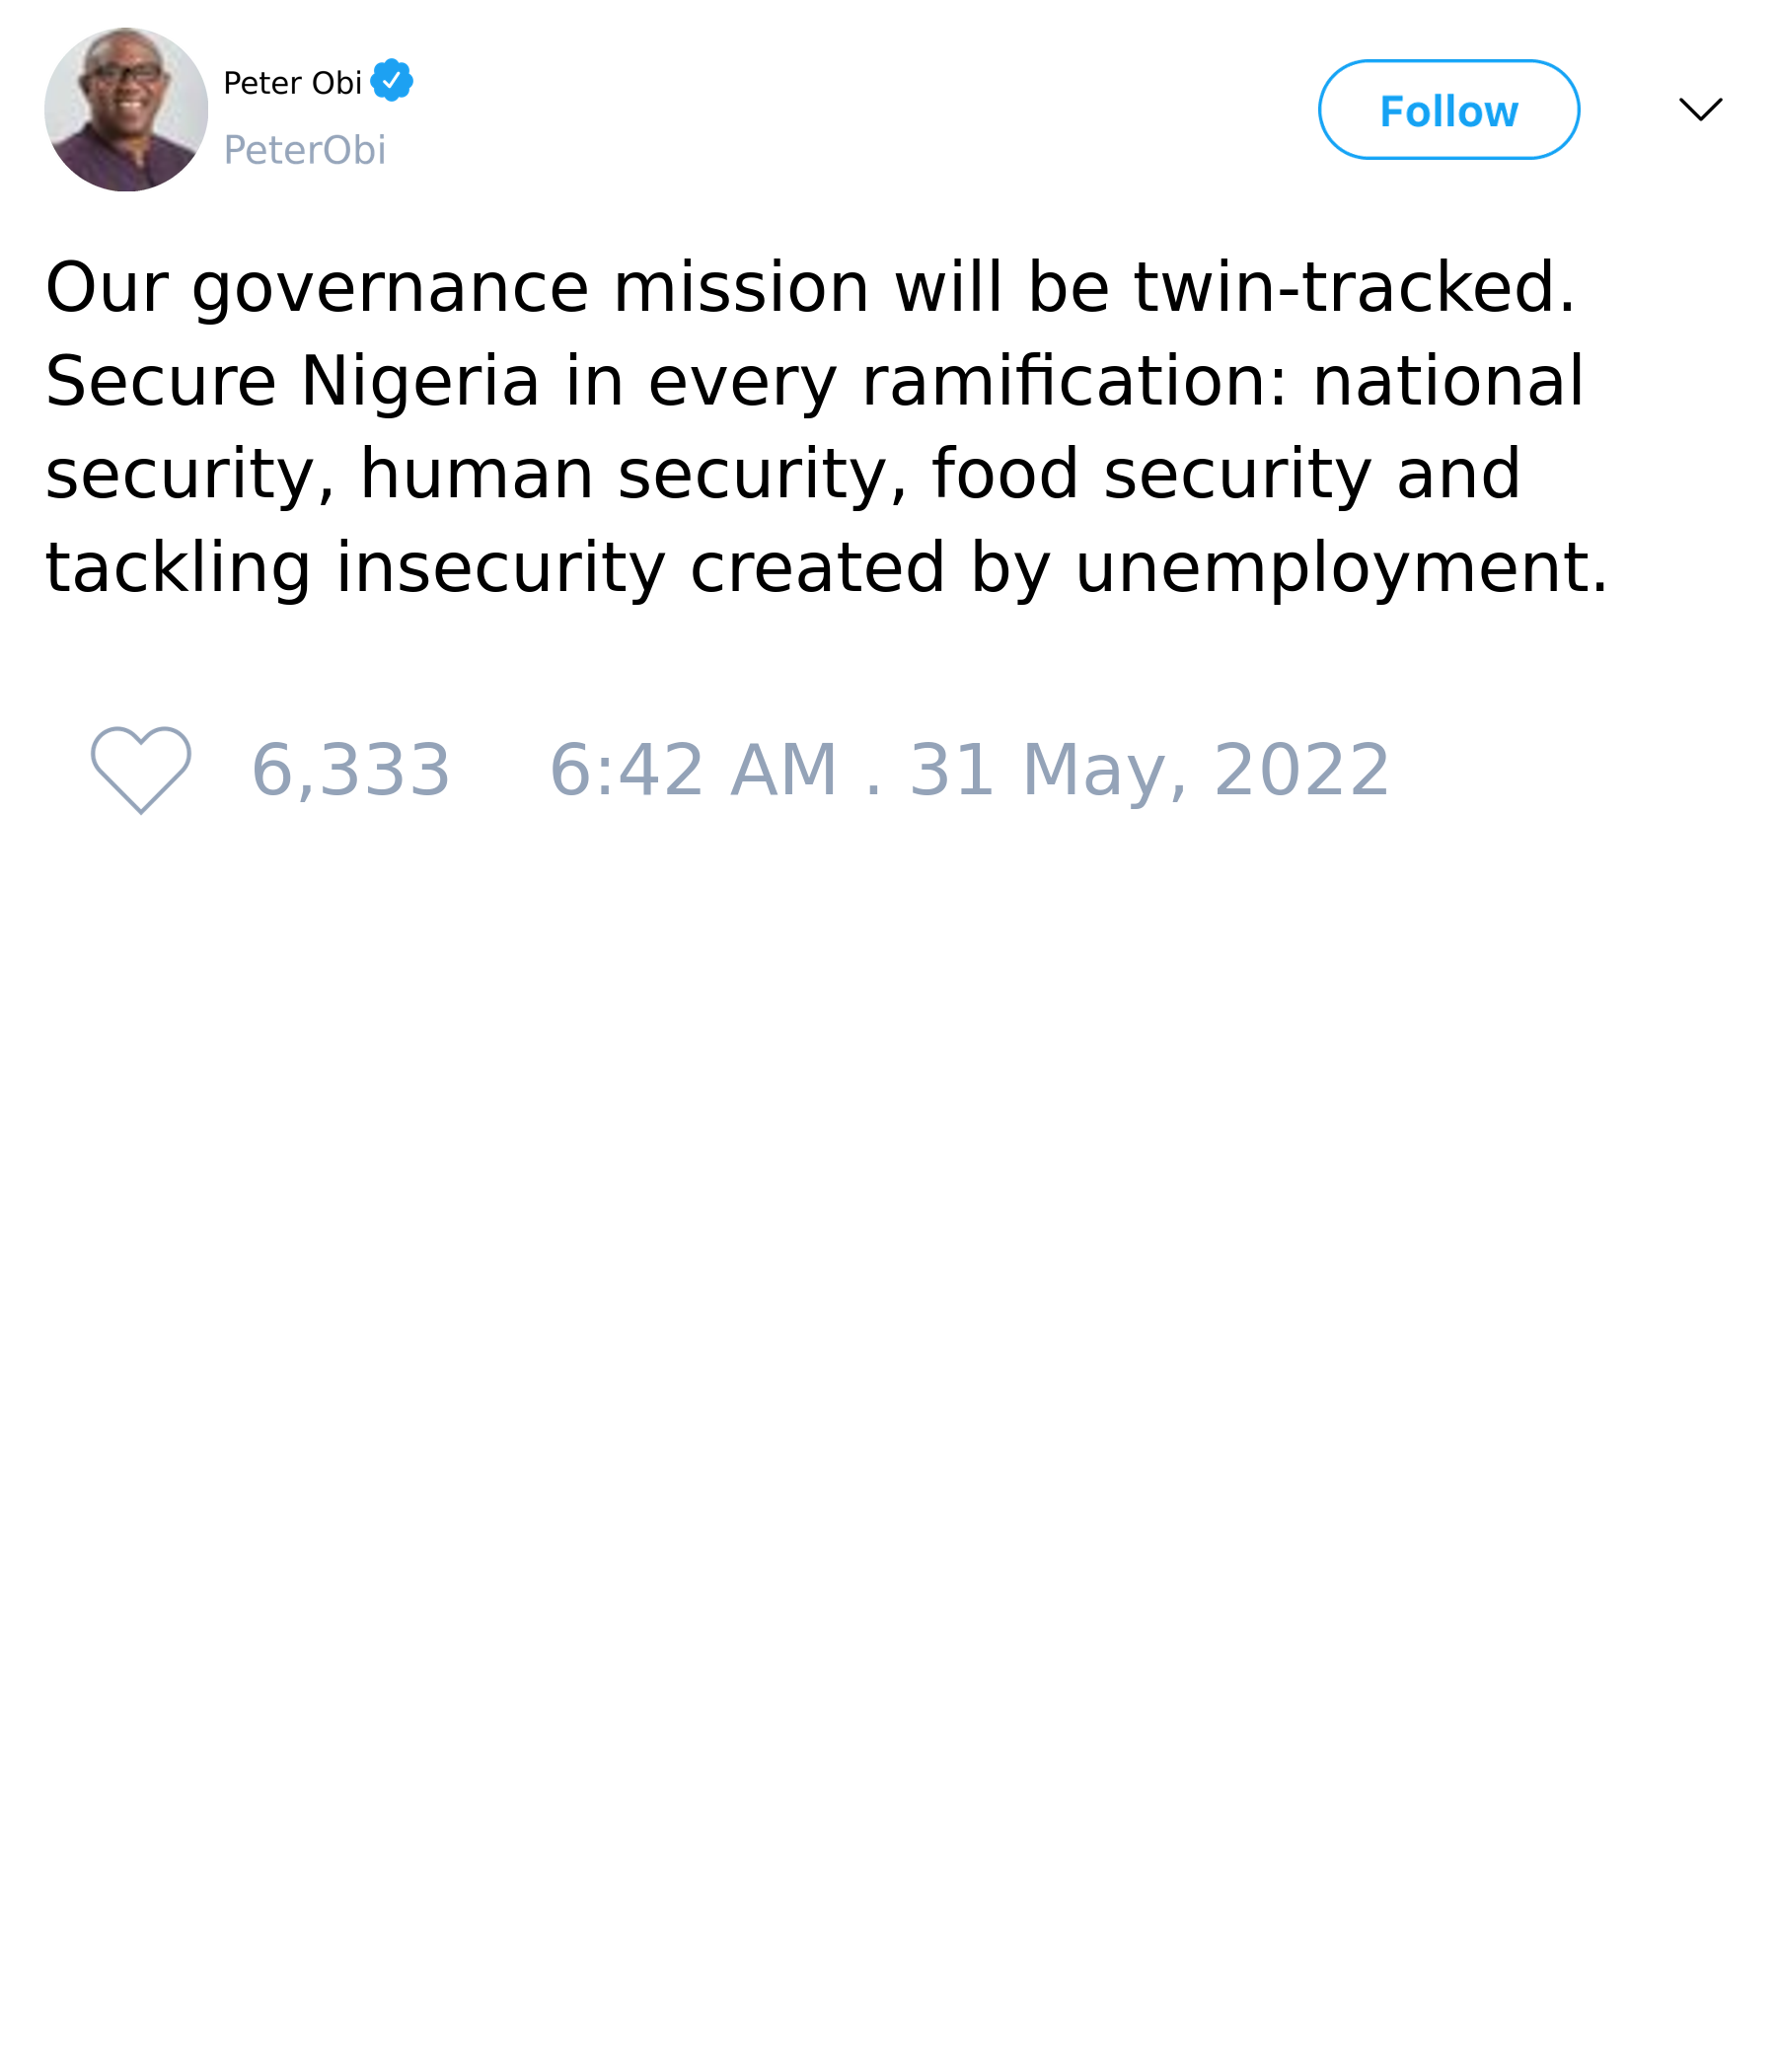 Peter Obi
PeterObi
Follow
Our governance mission will be twin-tracked.
Secure Nigeria in every ramification: national
security, human security, food security and
tackling insecurity created by unemployment.
6,333 6:42 AM . 31 May, 2022